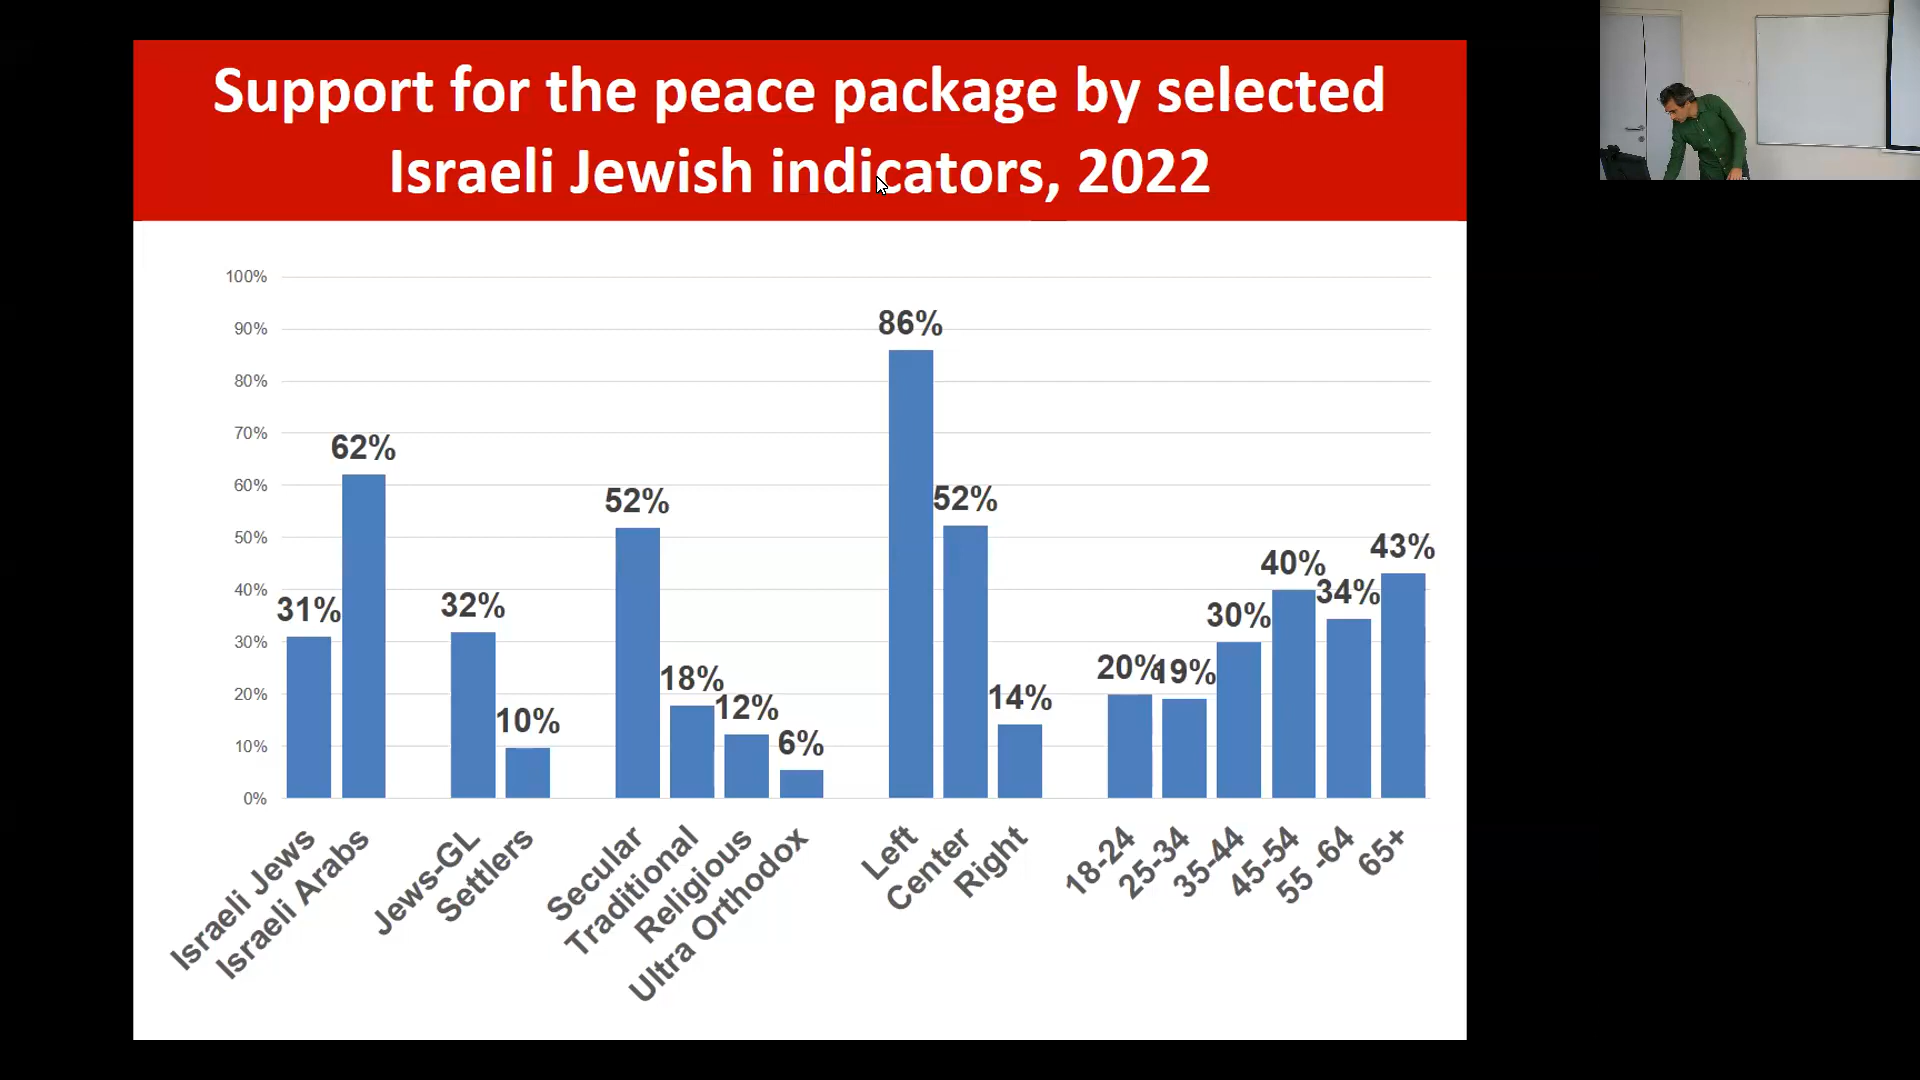 Support for the peace package by selected
Israeli Jewish indicators, 2022
100%
90%
80%
70%
60%
50%
40%
30%
20%
10%
0%
31%
62%
32%
10%
52%
18%
12%
6%
86%
52%
14%
20%
19%
30%
40%
34%
43%
Israeli Jews
Israeli Arabs
Jews-GL
Settlers
Secular
Traditional
Religious
Ultra Orthodox
Left
Center
Right
18-24
25-34
35-44
45-54
55 -64
65+